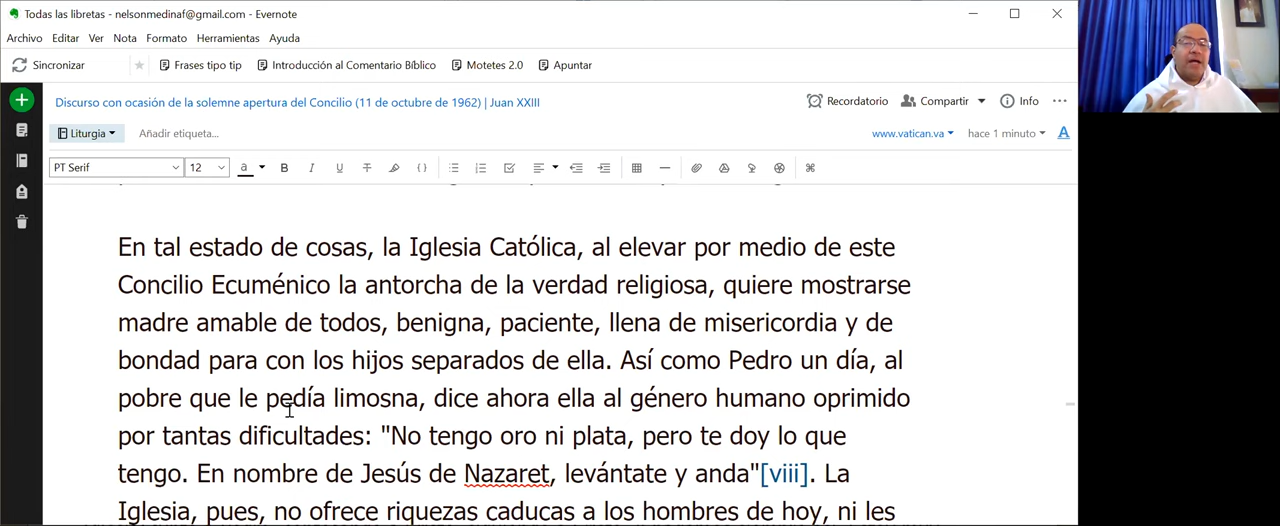 Todas las libretas - nelsonmedinaf@gmail.com - Evernote
Archivo Editar Ver Nota Formato Herramientas Ayuda
Sincronizar Frases tipo tip Introducción al Comentario Bíblico Motetes 2.0 Apuntar
Discurso con ocasión de la solemne apertura del Concilio (11 de octubre de 1962) | Juan XXIII Recordatorio Compartir Info
Liturgia Añadir etiqueta... www.vatican.va hace 1 minuto A
PT Serif 12 a B I U T
En tal estado de cosas, la Iglesia Católica, al elevar por medio de este
Concilio Ecuménico la antorcha de la verdad religiosa, quiere mostrarse
madre amable de todos, benigna, paciente, llena de misericordia y de
bondad para con los hijos separados de ella. Así como Pedro un día, al
pobre que le pedía limosna, dice ahora ella al género humano oprimido
por tantas dificultades: "No tengo oro ni plata, pero te doy lo que
tengo. En nombre de Jesús de Nazaret, levántate y anda"[viii]. La
Iglesia, pues, no ofrece riquezas caducas a los hombres de hoy, ni les